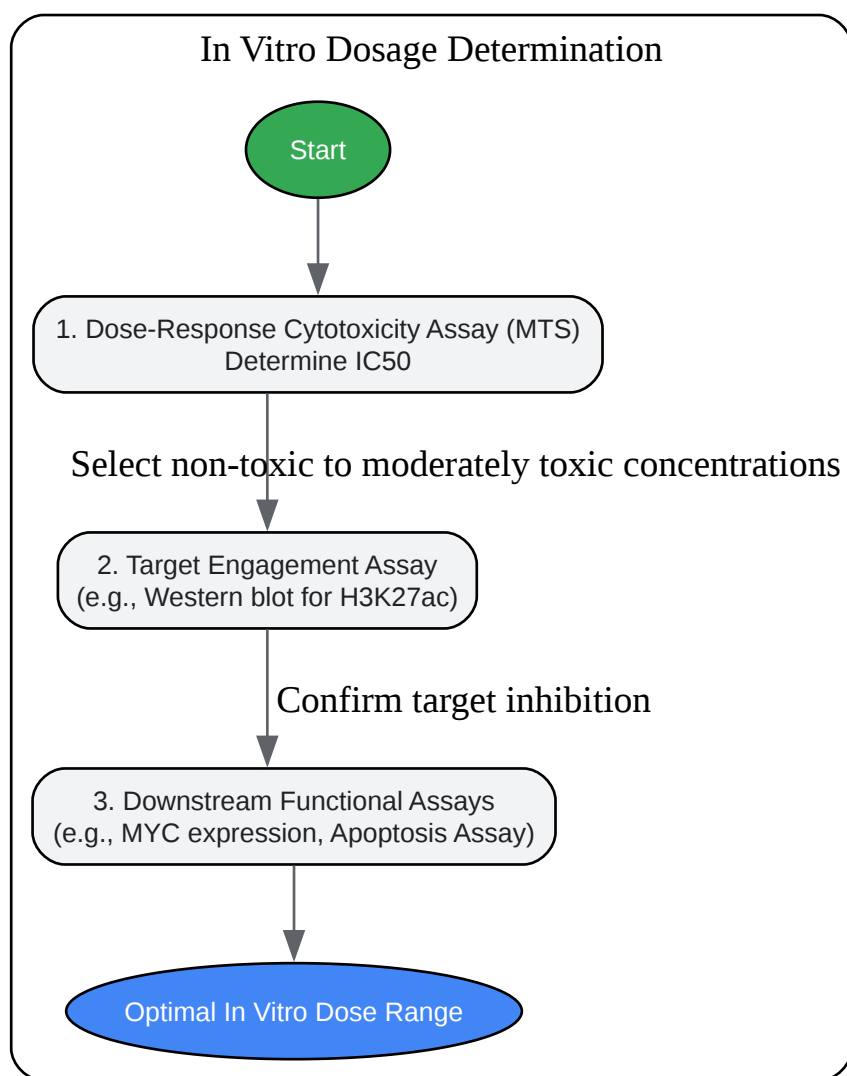 In Vitro Dosage Determination
Start
1. Dose-Response Cytotoxicity Assay (MTS)
Determine IC50
Select non-toxic to moderately toxic concentrations
2. Target Engagement Assay
(e.g., Western blot for H3K27ac)
Confirm target inhibition
3. Downstream Functional Assays
(e.g., MYC expression, Apoptosis Assay)
Optimal In Vitro Dose Range